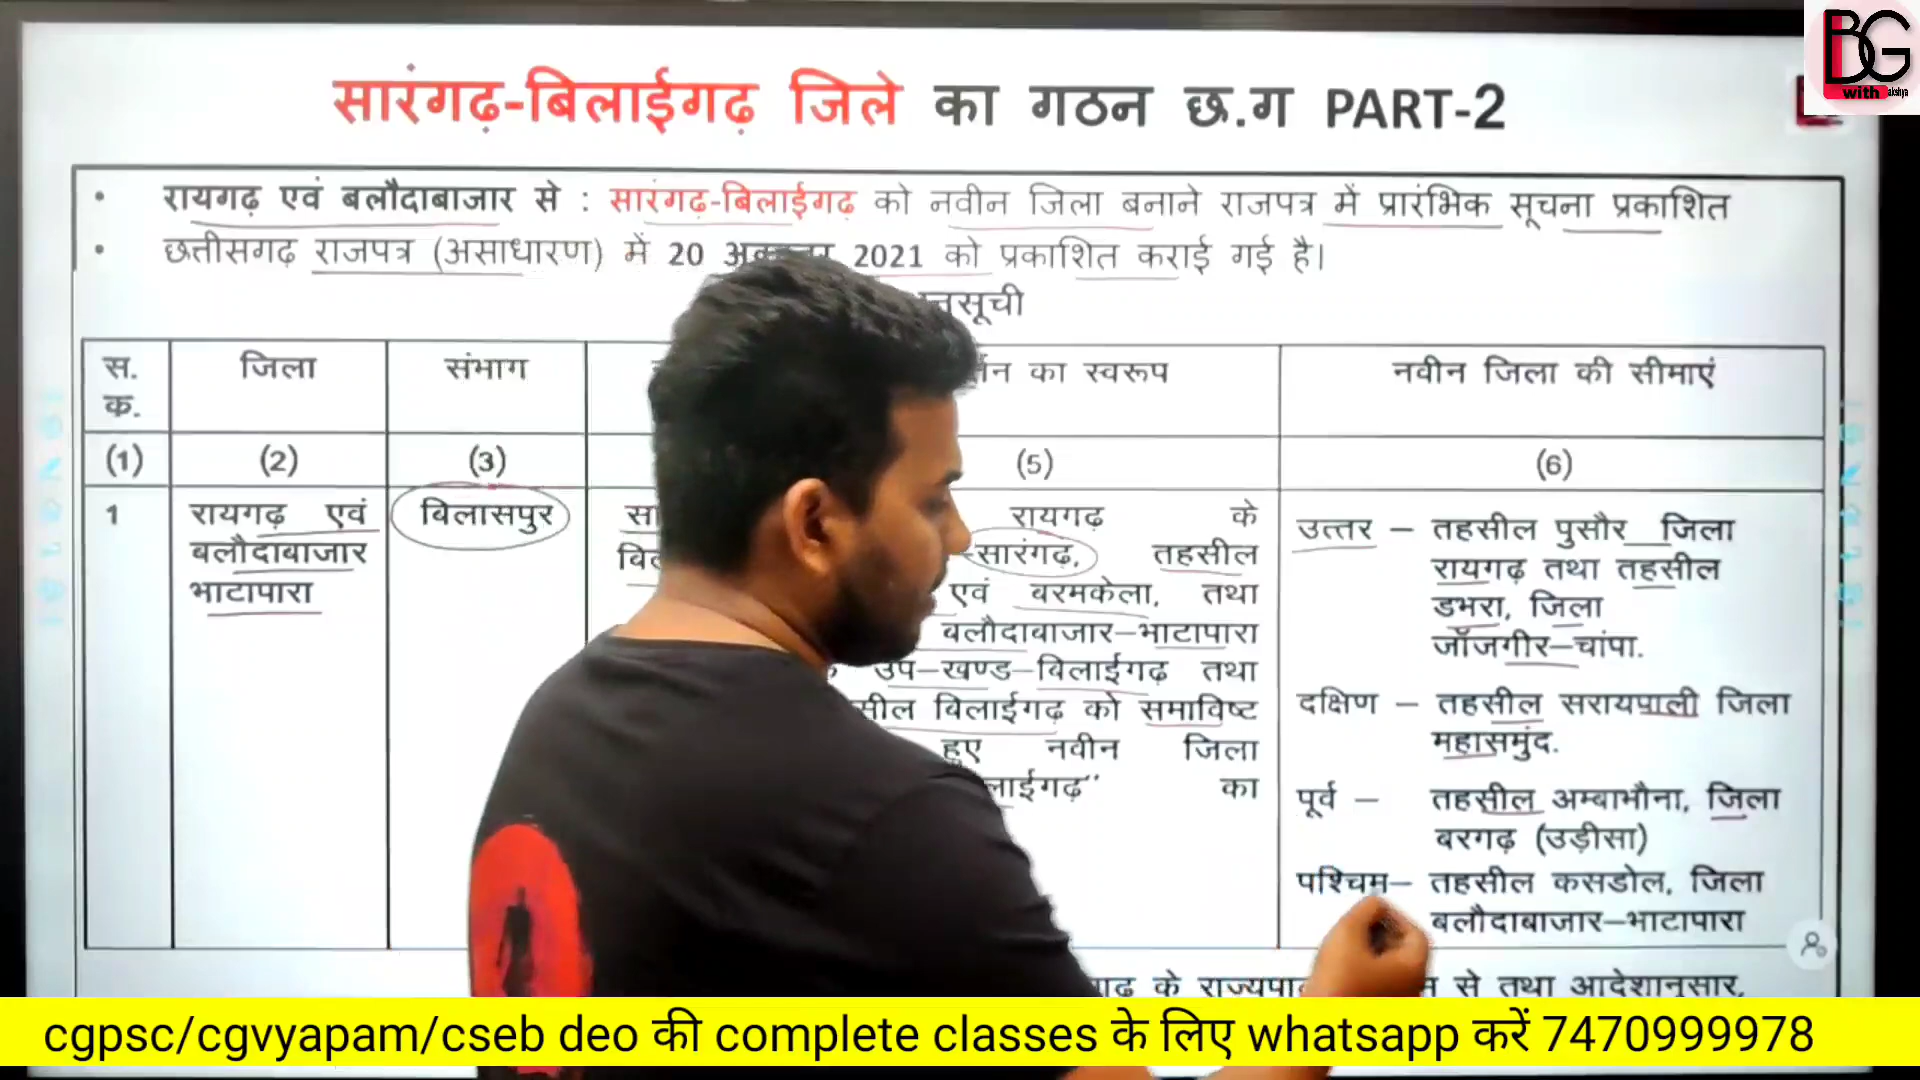 BG
with akshya
सारंगढ़-बिलाईगढ़ जिले का गठन छ.ग PART-2
• रायगढ़ एवं बलौदाबाजार से : सारंगढ़-बिलाईगढ़ को नवीन जिला बनाने राजपत्र में प्रारंभिक सूचना प्रकाशित
• छत्तीसगढ़ राजपत्र (असाधारण) में 20 2021 को प्रकाशित कराई गई है।
स. क.
जिला
संभाग
का स्वरूप
नवीन जिला की सीमाएं
(1) (2) (3) (5) (6)
1
रायगढ़ एवं
बलौदाबाजार
भाटापारा
बिलासपुर
रायगढ़ के
सारंगढ़, तहसील
एवं बरमकेला, तथा
बलौदाबाजार–भाटापारा
उप–खण्ड–बिलाईगढ़ तथा
बिलाईगढ़ को समाविष्ट
हुए नवीन जिला
का
उत्तर – तहसील पुसौर जिला
रायगढ़ तथा तहसील
डभरा, जिला
जॉजगीर–चांपा.
दक्षिण – तहसील सरायपाली जिला
महासमुंद.
पूर्व – तहसील अम्बाभौना, जिला
बरगढ़ (उड़ीसा)
पश्चिम– तहसील कसडोल, जिला
बलौदाबाजार–भाटापारा
के से तथा आदेशानुसार,
cgpsc/cgvyapam/cseb deo की complete classes के लिए whatsapp करें 7470999978